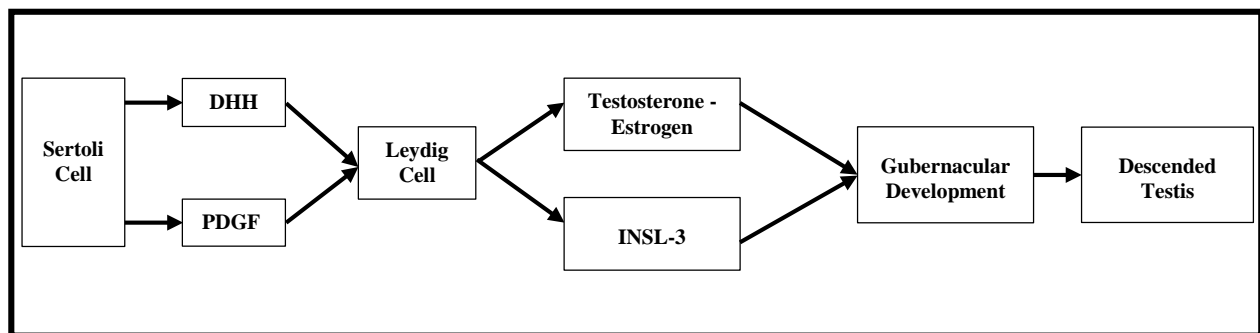 Sertoli
Cell
DHH
PDGF
Leydig
Cell
Testosterone -
Estrogen
INSL-3
Gubernacular
Development
Descended
Testis